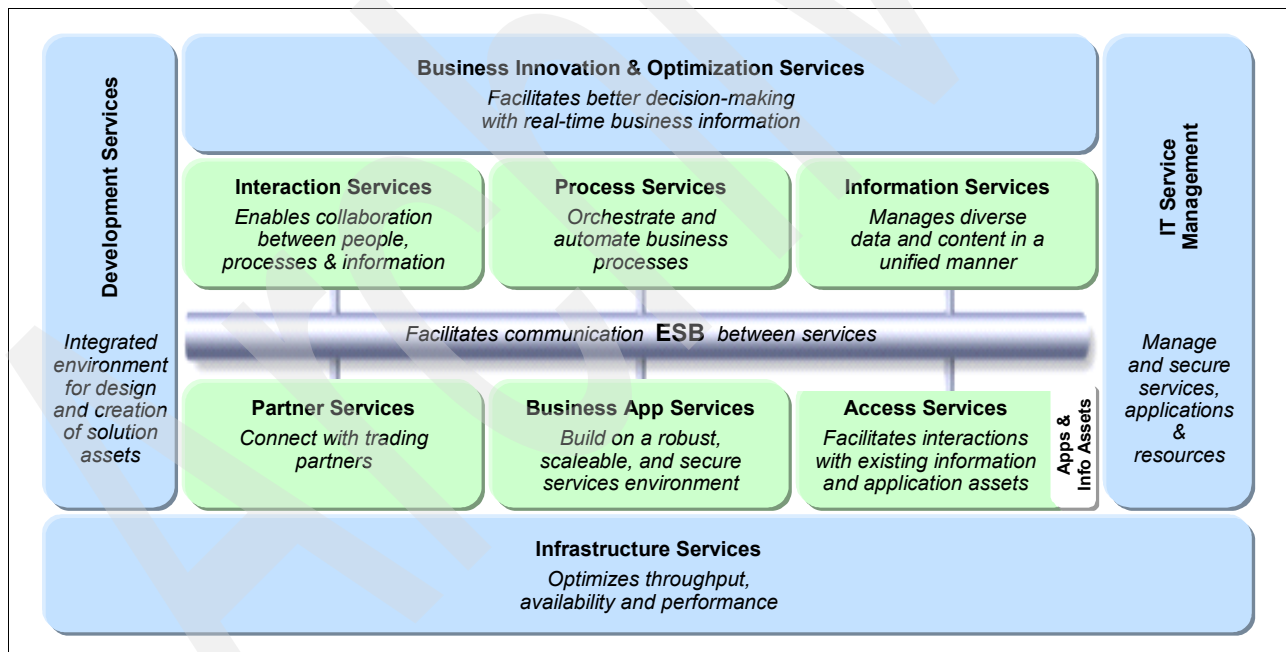 Development Services
Integrated
environment
for design
and creation
of solution
assets
Business Innovation & Optimization Services
Facilitates better decision-making
with real-time business information
Interaction Services
Enables collaboration
between people,
processes & information
Process Services
Orchestrate and
automate business
processes
Information Services
Manages diverse
data and content in a
unified manner
Facilitates communication ESB between services
Partner Services
Connect with trading
partners
Business App Services
Build on a robust,
scaleable, and secure
services environment
Access Services
Facilitates interactions
with existing information
and application assets
Apps &
Info Assets
IT Service
Management
Manage
and secure
services,
applications
&
resources
Infrastructure Services
Optimizes throughput,
availability and performance